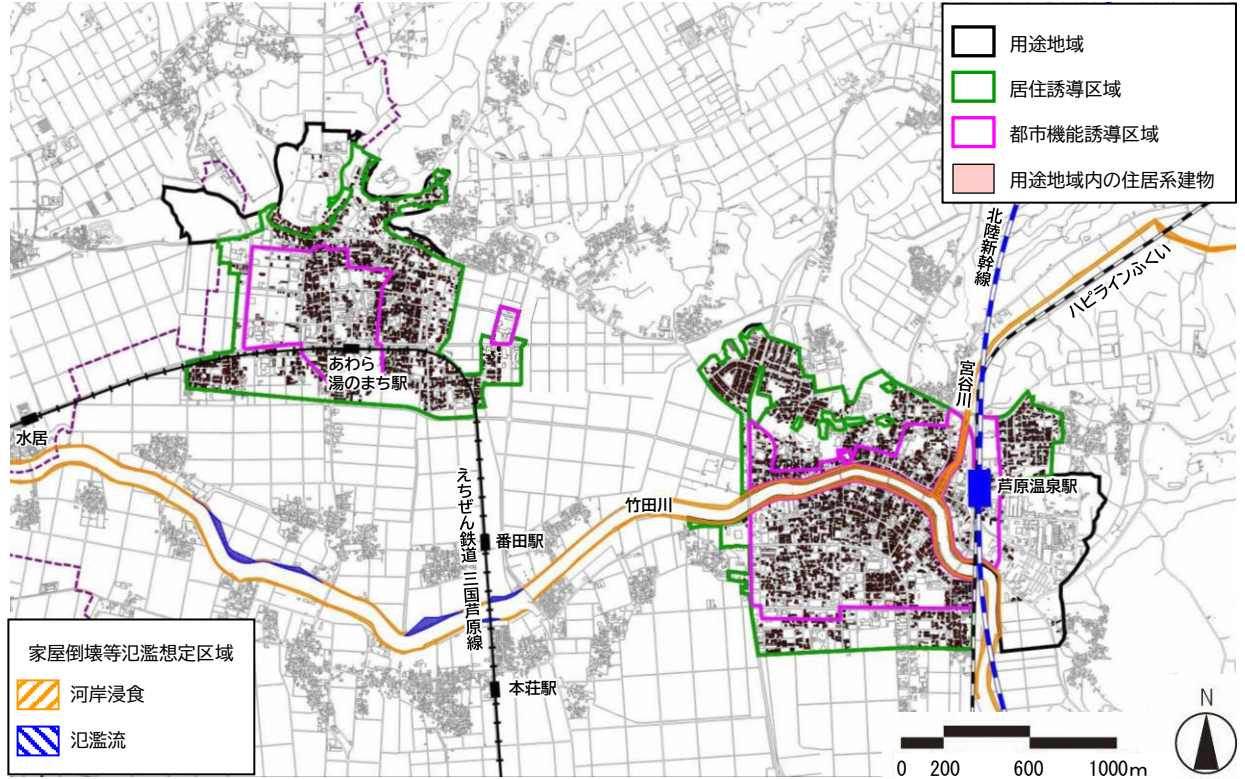 用途地域
居住誘導区域
都市機能誘導区域
用途地域内の住居系建物
北陸新幹線
ハピラインふくい
宮谷川
あわら
湯のまち駅
水居
芦原温泉駅
竹田川
えちぜん鉄道 三国芦原線
番田駅
本荘駅
家屋倒壊等氾濫想定区域
河岸浸食
氾濫流
N
0 200 600 1000m